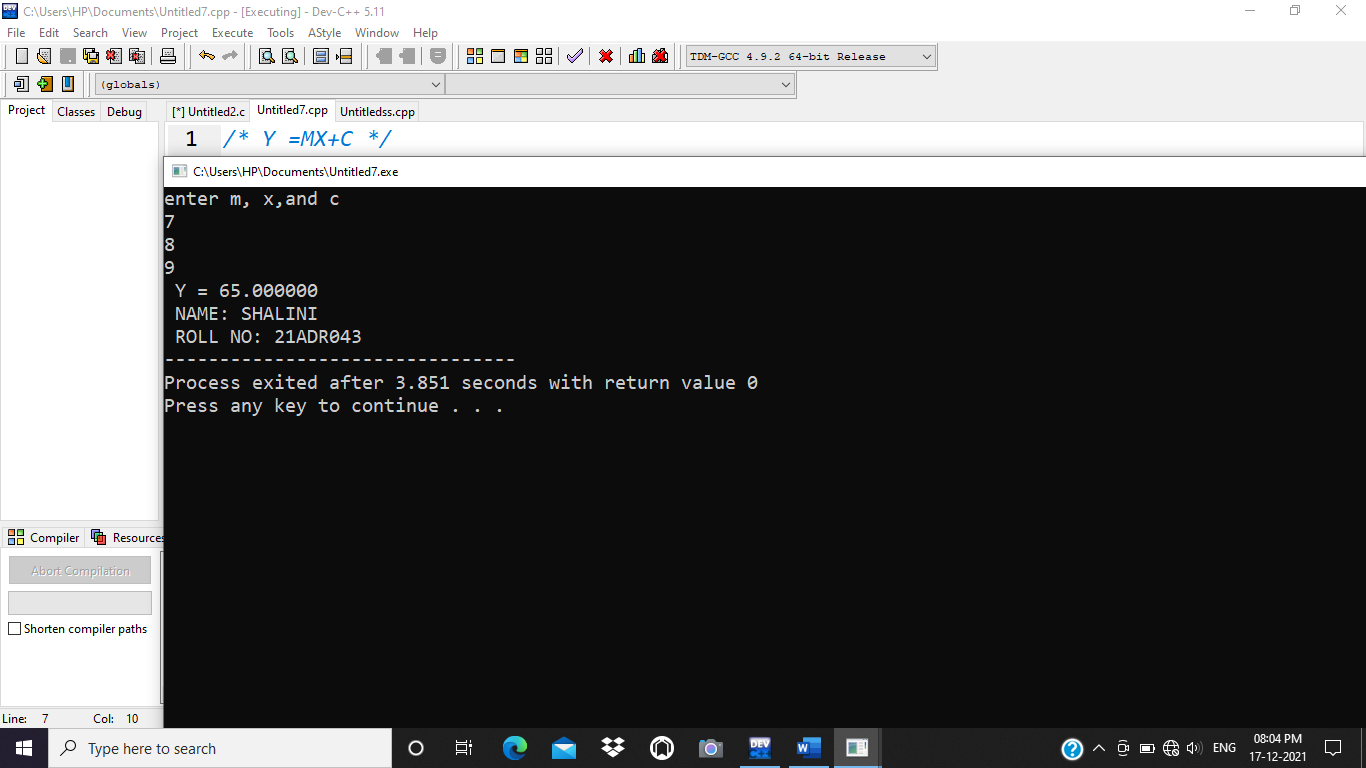 C:\Users\HP\Documents\Untitled7.cpp - [Executing] - Dev-C++ 5.11
File Edit Search View Project Execute Tools AStyle Window Help
TDM-GCC 4.9.2 64-bit Release
(globals)
Project Classes Debug [*] Untitled2.c Untitled7.cpp Untitledss.cpp
1 /* Y =MX+C */
C:\Users\HP\Documents\Untitled7.exe
enter m, x,and c
7
8
9
Y = 65.000000
NAME: SHALINI
ROLL NO: 21ADR043
--------------------------------
Process exited after 3.851 seconds with return value 0
Press any key to continue . . .
Compiler Resources
Abort Compilation
Shorten compiler paths
Line: 7 Col: 10
Type here to search
DEV
W
ENG
08:04 PM
17-12-2021